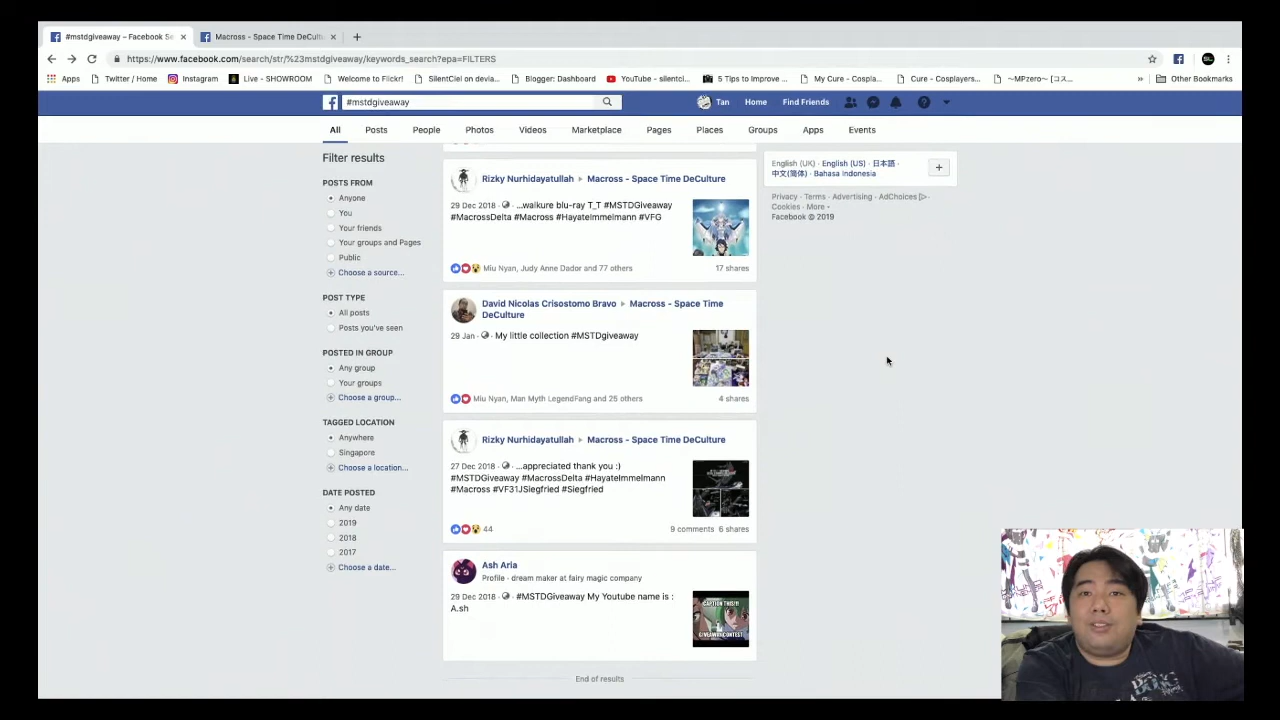 #mstdgiveaway – Facebook Se
Macross - Space Time DeCultu
https://www.facebook.com/search/str/%23mstdgiveaway/keywords_search?epa=FILTERS
Apps
Twitter / Home
Instagram
Live - SHOWROOM
Welcome to Flickr!
SilentCiel on devia...
Blogger: Dashboard
YouTube - silentci...
5 Tips to Improve ...
My Cure - Cospla...
Cure - Cosplayers...
〜MPzero〜 [コス...
» Other Bookmarks
#mstdgiveaway
Tan
Home
Find Friends
All
Posts
People
Photos
Videos
Marketplace
Pages
Places
Groups
Apps
Events
Filter results
POSTS FROM
Anyone
You
Your friends
Your groups and Pages
Public
Choose a source...
POST TYPE
All posts
Posts you've seen
POSTED IN GROUP
Any group
Your groups
Choose a group...
TAGGED LOCATION
Anywhere
Singapore
Choose a location...
DATE POSTED
Any date
2019
2018
2017
Choose a date...
Rizky Nurhidayatullah ▸ Macross - Space Time DeCulture
29 Dec 2018 · ...walkure blu-ray T_T #MSTDGiveaway
#MacrossDelta #Macross #HayateImmelmann #VFG
Miu Nyan, Judy Anne Dador and 77 others
17 shares
David Nicolas Crisostomo Bravo ▸ Macross - Space Time
DeCulture
29 Jan · My little collection #MSTDgiveaway
Miu Nyan, Man Myth LegendFang and 25 others
4 shares
Rizky Nurhidayatullah ▸ Macross - Space Time DeCulture
27 Dec 2018 · ...appreciated thank you :)
#MSTDGiveaway #MacrossDelta #HayateImmelmann
#Macross #VF31JSiegfried #Siegfried
44
9 comments 6 shares
Ash Aria
Profile · dream maker at fairy magic company
29 Dec 2018 · #MSTDGiveaway My Youtube name is :
A.sh
CAPTION THIS!!!
GIVEAWAY CONTEST
End of results
English (UK) · English (US) · 日本語 ·
中文(简体) · Bahasa Indonesia
Privacy · Terms · Advertising · AdChoices ·
Cookies · More
Facebook © 2019